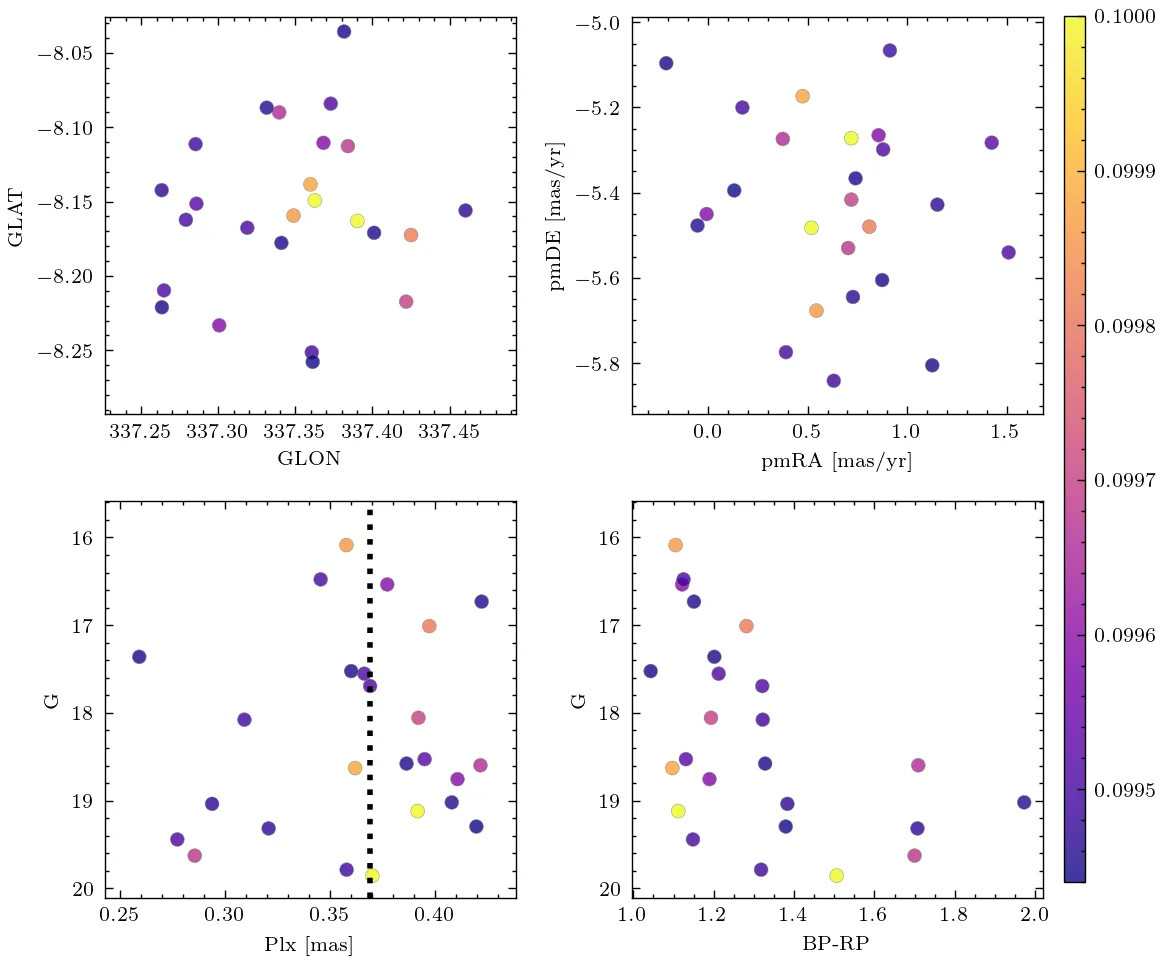 −8.05
−8.10
−8.15
−8.20
−8.25
GLAT
337.25 337.30 337.35 337.40 337.45
GLON
−5.0
−5.2
−5.4
−5.6
−5.8
pmDE [mas/yr]
0.0 0.5 1.0 1.5
pmRA [mas/yr]
16
17
18
19
20
G
0.25 0.30 0.35 0.40
Plx [mas]
16
17
18
19
20
G
1.0 1.2 1.4 1.6 1.8 2.0
BP-RP
0.1000
0.0999
0.0998
0.0997
0.0996
0.0995